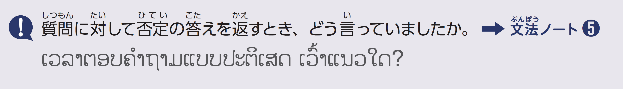 質問に対して否定の答えを返すとき、どう言っていましたか。 ➡ 文法ノート 5
ເວລາຕອບຄຳຖາມແບບປະຕິເສດ ເວົ້າແນວໃດ?